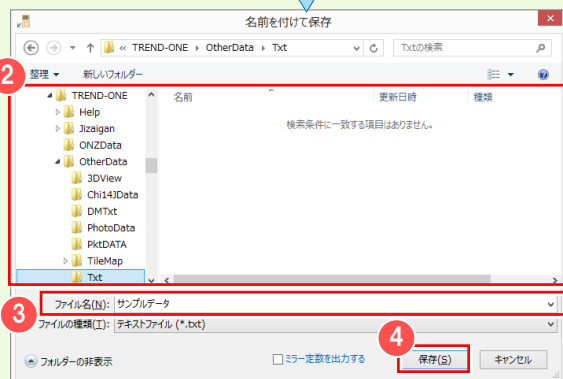 名前を付けて保存
« TREND-ONE › OtherData › Txt
Txtの検索
2
整理 新しいフォルダー
TREND-ONE
Help
Jizaigan
ONZData
OtherData
3DView
Chi14JData
DMTxt
PhotoData
PktDATA
TileMap
Txt
名前 更新日時 種類
検索条件に一致する項目はありません。
3
ファイル名(N): サンプルデータ
ファイルの種類(T): テキストファイル (*.txt)
4
フォルダーの非表示
ミラー定数を出力する
保存(S)
キャンセル